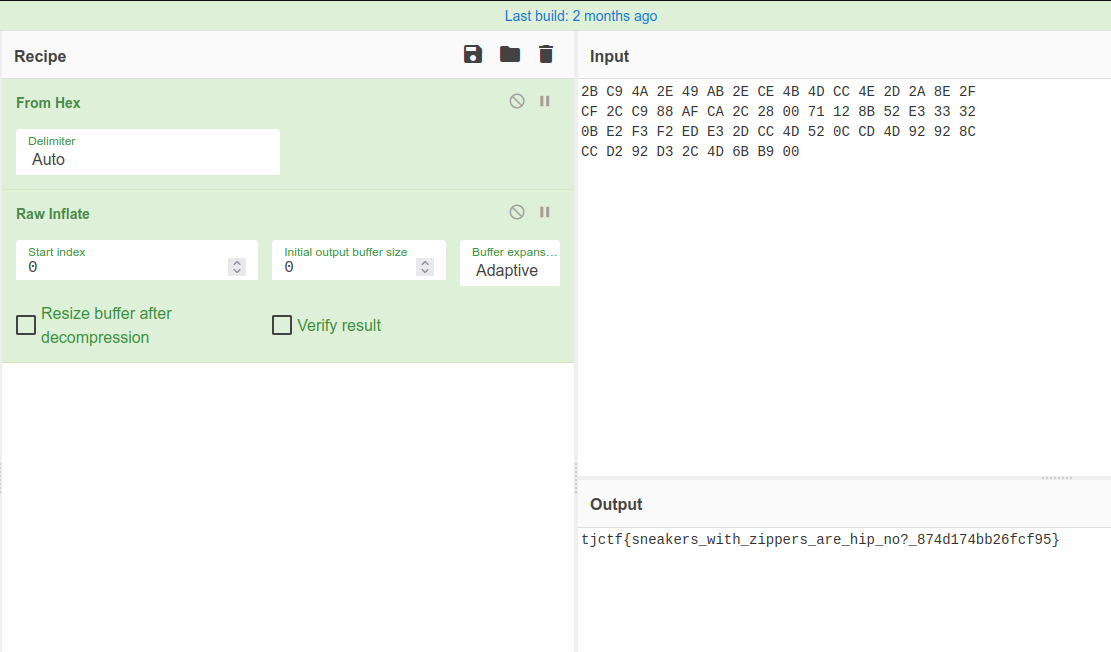 Last build: 2 months ago
Recipe
From Hex
Delimiter
Auto
Raw Inflate
Start index
0
Initial output buffer size
0
Buffer expans…
Adaptive
Resize buffer after
decompression
Verify result
Input
2B C9 4A 2E 49 AB 2E CE 4B 4D CC 4E 2D 2A 8E 2F
CF 2C C9 88 AF CA 2C 28 00 71 12 8B 52 E3 33 32
0B E2 F3 F2 ED E3 2D CC 4D 52 0C CD 4D 92 92 8C
CC D2 92 D3 2C 4D 6B B9 00
Output
tjctf{sneakers_with_zippers_are_hip_no?_874d174bb26fcf95}